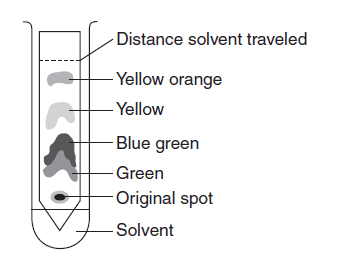 Distance solvent traveled
Yellow orange
Yellow
Blue green
Green
Original spot
Solvent